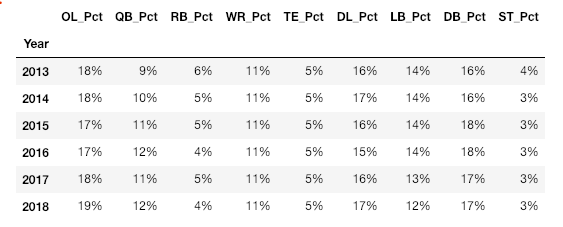 OL_Pct QB_Pct RB_Pct WR_Pct TE_Pct DL_Pct LB_Pct DB_Pct ST_Pct
Year
2013 18% 9% 6% 11% 5% 16% 14% 16% 4%
2014 18% 10% 5% 11% 5% 17% 14% 16% 3%
2015 17% 11% 5% 11% 5% 16% 14% 18% 3%
2016 17% 12% 4% 11% 5% 15% 14% 18% 3%
2017 18% 11% 5% 11% 5% 16% 13% 17% 3%
2018 19% 12% 4% 11% 5% 17% 12% 17% 3%